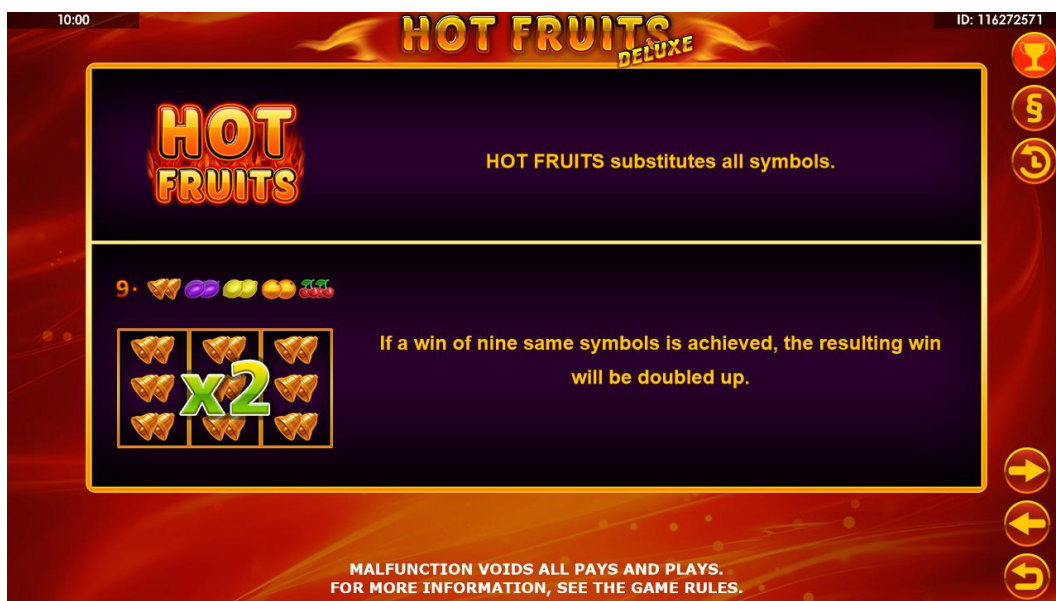 10:00
ID: 116272571
HOT FRUITS
DELUXE
§
HOT
FRUITS
HOT FRUITS substitutes all symbols.
9·
x2
If a win of nine same symbols is achieved, the resulting win
will be doubled up.
MALFUNCTION VOIDS ALL PAYS AND PLAYS.
FOR MORE INFORMATION, SEE THE GAME RULES.